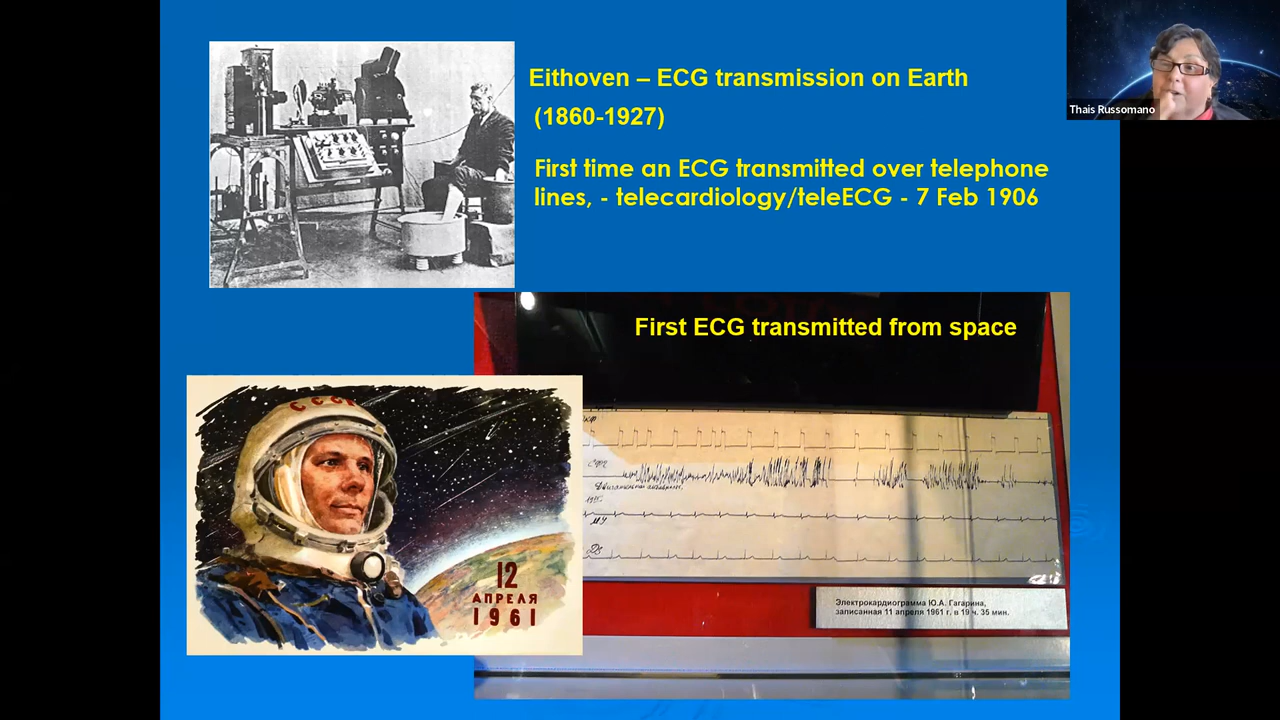 Eithoven – ECG transmission on Earth
(1860-1927)
First time an ECG transmitted over telephone
lines, - telecardiology/teleECG - 7 Feb 1906
Thais Russomano
First ECG transmitted from space
СССР
12
АПРЕЛЯ
1961
Электрокардиограмма Ю.А. Гагарина,
записанная 11 апреля 1961 г. в 19 ч. 35 мин.